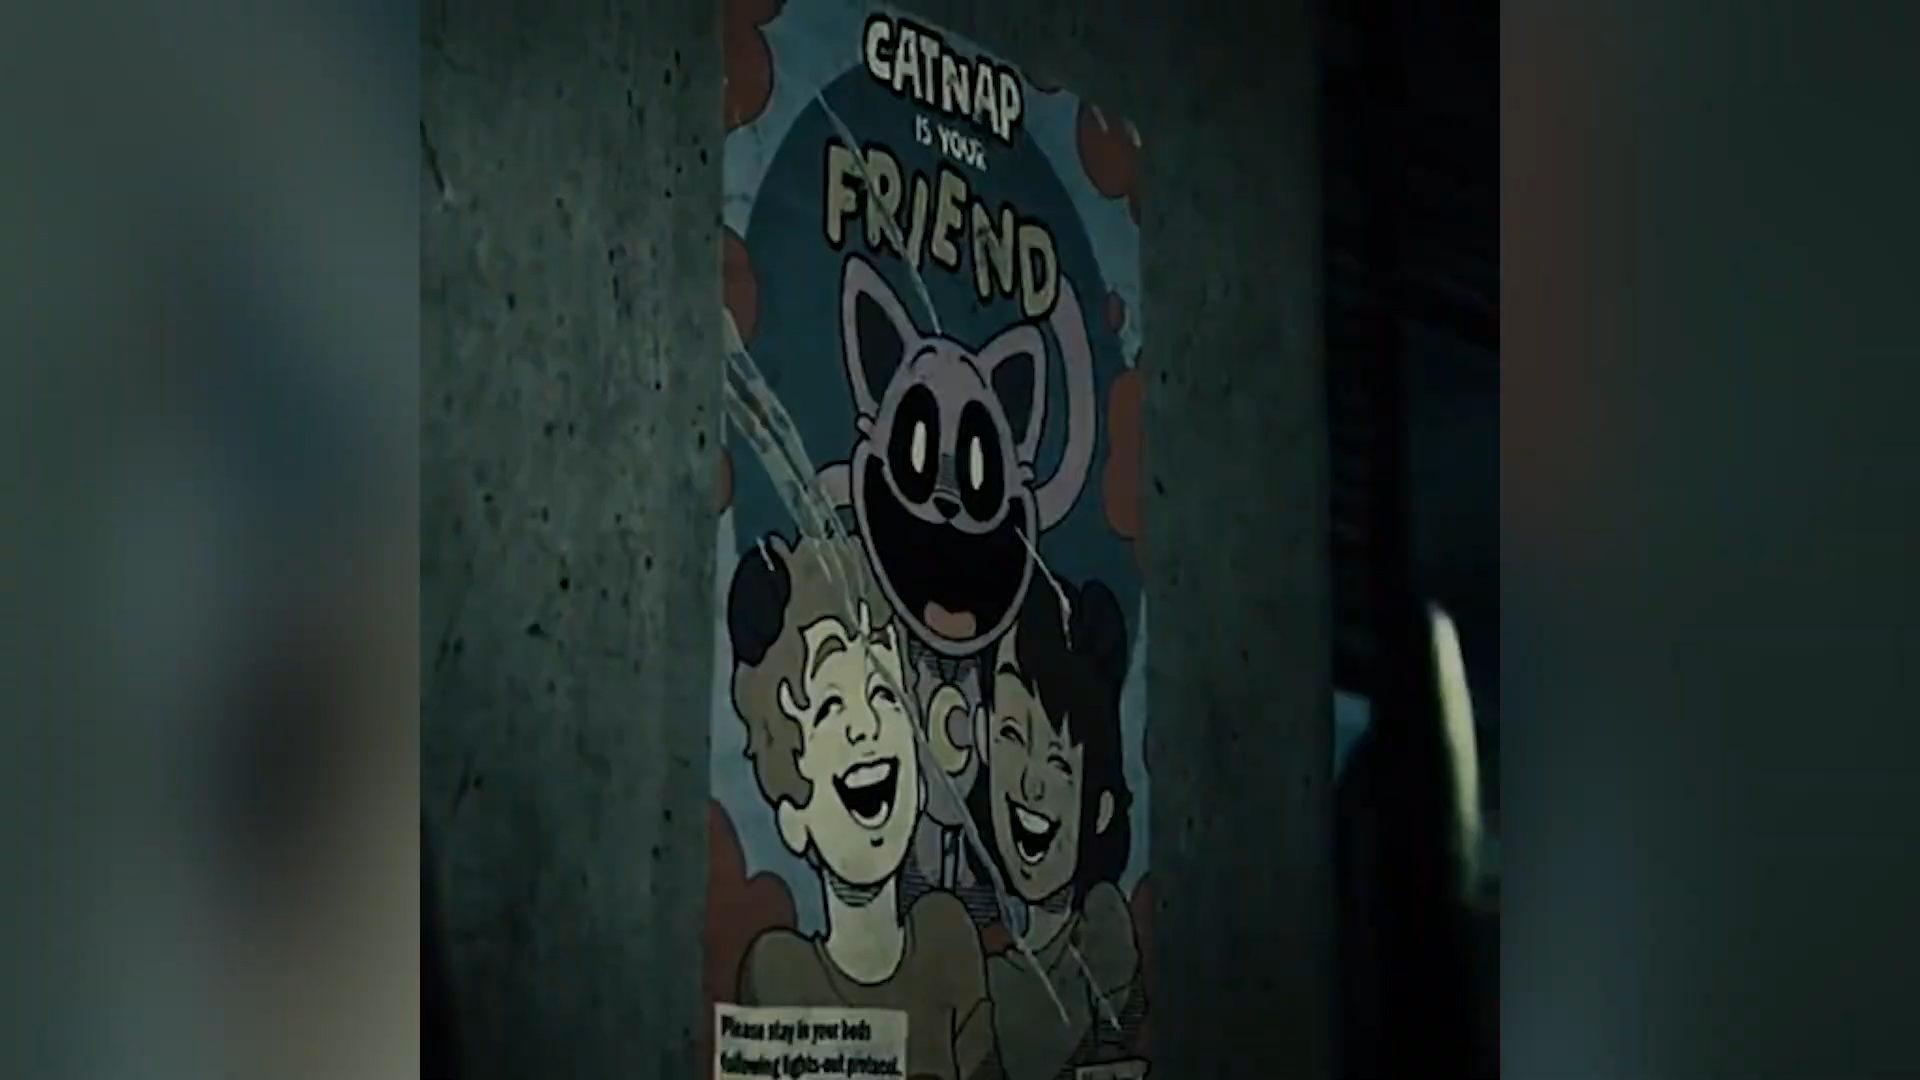 CATNAP
IS YOUR
FRIEND
Please stay in your beds
following lights-out protocol.